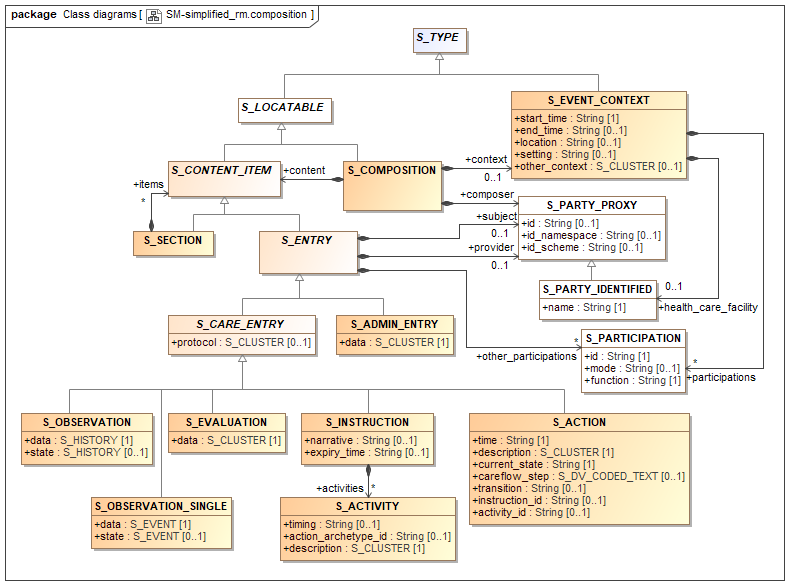 package Class diagrams [ SM-simplified_rm.composition ]
S_TYPE
S_LOCATABLE
S_EVENT_CONTEXT
+start_time : String [1]
+end_time : String [0..1]
+location : String [0..1]
+setting : String [0..1]
+other_context : S_CLUSTER [0..1]
S_CONTENT_ITEM
+content
S_COMPOSITION
+context
0..1
+items
*
+composer
S_PARTY_PROXY
+id : String [0..1]
+id_namespace : String [0..1]
+id_scheme : String [0..1]
+subject
0..1
+provider
0..1
S_SECTION
S_ENTRY
S_PARTY_IDENTIFIED
+name : String [1]
0..1
+health_care_facility
S_CARE_ENTRY
+protocol : S_CLUSTER [0..1]
S_ADMIN_ENTRY
+data : S_CLUSTER [1]
+other_participations
*
S_PARTICIPATION
+id : String [1]
+mode : String [0..1]
+function : String [1]
*
+participations
S_OBSERVATION
+data : S_HISTORY [1]
+state : S_HISTORY [0..1]
S_EVALUATION
+data : S_CLUSTER [1]
S_INSTRUCTION
+narrative : String [0..1]
+expiry_time : String [0..1]
S_ACTION
+time : String [1]
+description : S_CLUSTER [1]
+current_state : String [1]
+careflow_step : S_DV_CODED_TEXT [0..1]
+transition : String [0..1]
+instruction_id : String [0..1]
+activity_id : String [0..1]
+activities
*
S_OBSERVATION_SINGLE
+data : S_EVENT [1]
+state : S_EVENT [0..1]
S_ACTIVITY
+timing : String [0..1]
+action_archetype_id : String [0..1]
+description : S_CLUSTER [1]